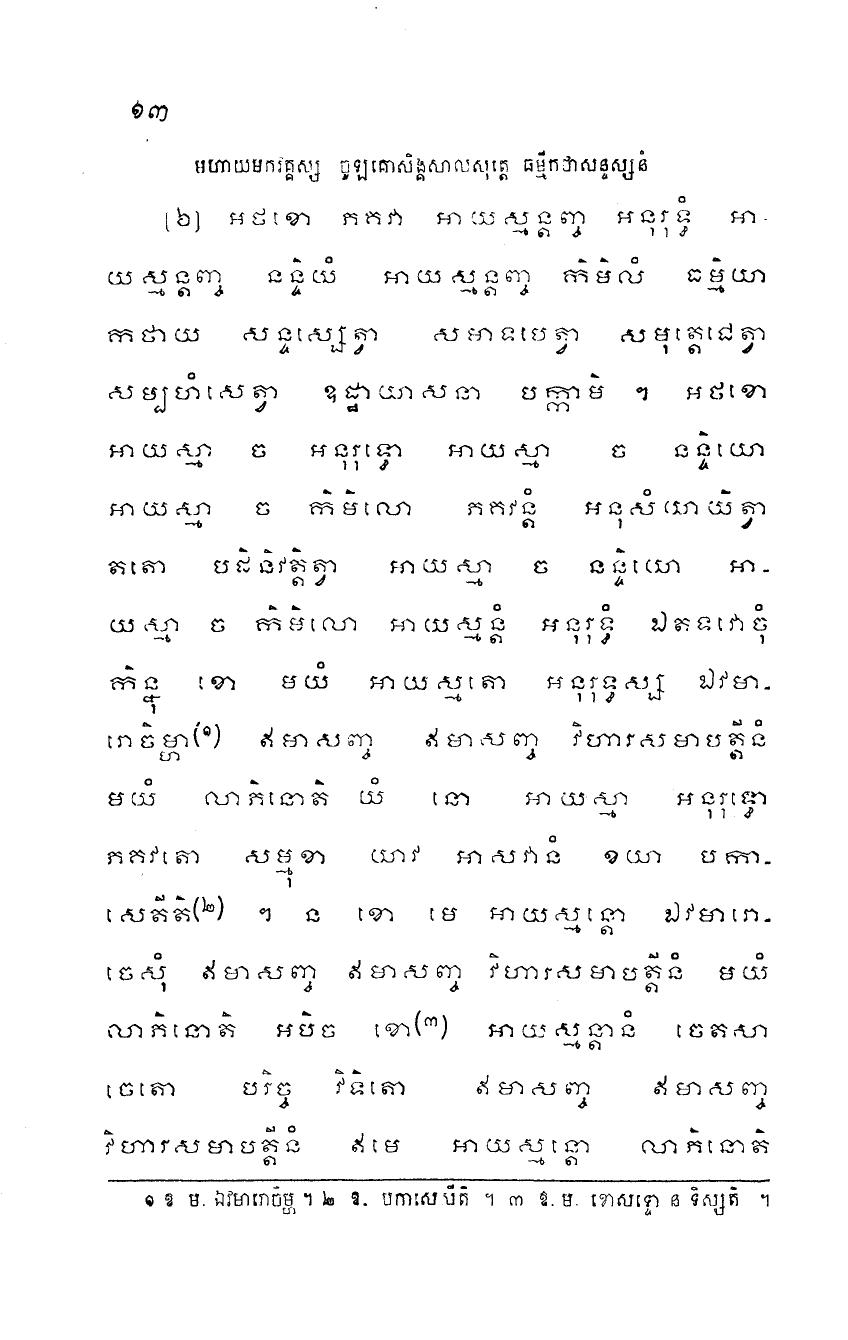 ១៣
មហាយមកវគ្គស្ស ចូឡគោសិង្គសាលសុត្តេ ធម្មីកថាសន្ទស្សនំ
[៦] អថខោ ភគវា អាយស្មន្តញ្ច អនុរុទ្ធំ អា-
យស្មន្តញ្ច នន្ទិយំ អាយស្មន្តញ្ច កិមិលំ ធម្មិយា
កថាយ សន្ទស្សេត្វា សមាទបេត្វា សមុត្តេជេត្វា
សម្បហំសេត្វា ឧដ្ឋាយាសនា បក្កាមិ ។ អថខោ
អាយស្មា ច អនុរុទ្ធោ អាយស្មា ច នន្ទិយោ
អាយស្មា ច កិមិលោ ភគវន្តំ អនុសំយាយិត្វា
តតោ បដិនិវត្តិត្វា អាយស្មា ច នន្ទិយោ អា-
យស្មា ច កិមិលោ អាយស្មន្តំ អនុរុទ្ធំ ឯតទវោចុំ
កិន្នុ ខោ មយំ អាយស្មតោ អនុរុទ្ធស្ស ឯវមា-
រោចិម្ហា(១) ឥមាសញ្ច ឥមាសញ្ច វិហារសមាបត្តីនំ
មយំ លាភិនោតិ យំ នោ អាយស្មា អនុរុទ្ធោ
ភគវតោ សម្មុខា យាវ អាសវានំ ខយា បកា-
សេតីតិ(២) ។ ន ខោ មេ អាយស្មន្តោ ឯវមារោ-
ចេសុំ ឥមាសញ្ច ឥមាសញ្ច វិហារសមាបត្តីនំ មយំ
លាភិនោតិ អបិច ខោ(៣) អាយស្មន្តានំ ចេតសា
ចេតោ បរិច្ច វិទិតោ ឥមាសញ្ច ឥមាសញ្ច
វិហារសមាបត្តីនំ ឥមេ អាយស្មន្តោ លាភិនោតិ
១ ឱ ម. ឯវមារោចិម្ហ ។ ២ ឱ. បកាសេបីតិ ។ ៣ ឱ. ម. ខោសទ្ទោ ន ទិស្សតិ ។